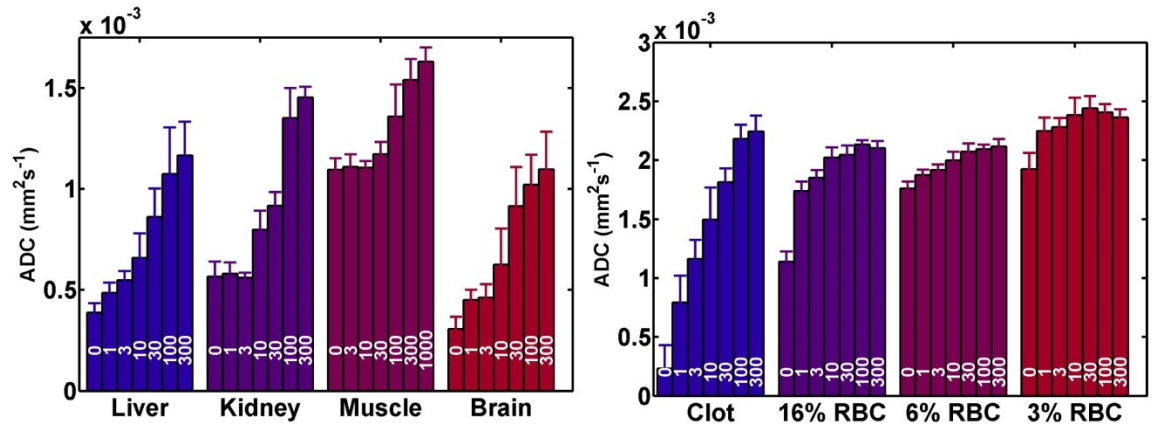 x 10-3
ADC (mm2s-1)
1.5
1
0.5
0
0 1 3 10 30 100 300
0 1 3 10 30 100 300
0 3 10 30 100 300 1000
0 1 3 10 30 100 300
Liver Kidney Muscle Brain
x 10-3
ADC (mm2s-1)
3
2.5
2
1.5
1
0.5
0
0 1 3 10 30 100 300
0 1 3 10 30 100 300
0 1 3 10 30 100 300
0 1 3 10 30 100 300
Clot 16% RBC 6% RBC 3% RBC